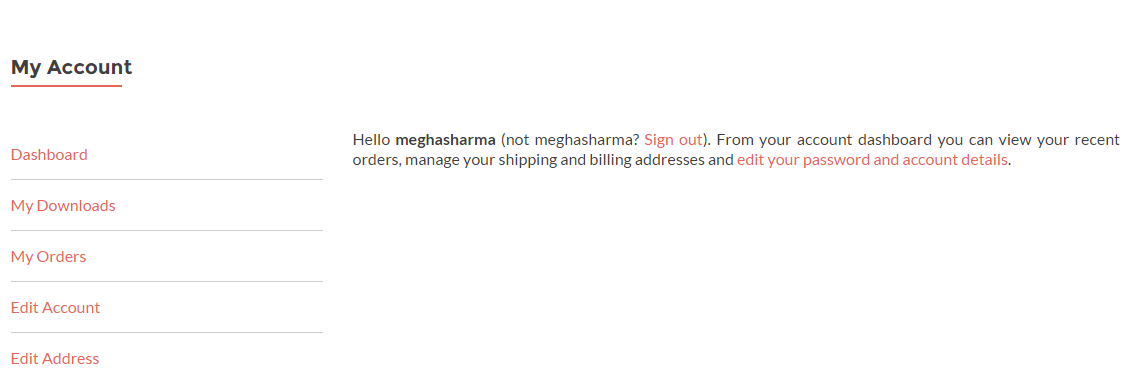 My Account
Dashboard
My Downloads
My Orders
Edit Account
Edit Address
Hello meghasharma (not meghasharma? Sign out). From your account dashboard you can view your recent
orders, manage your shipping and billing addresses and edit your password and account details.